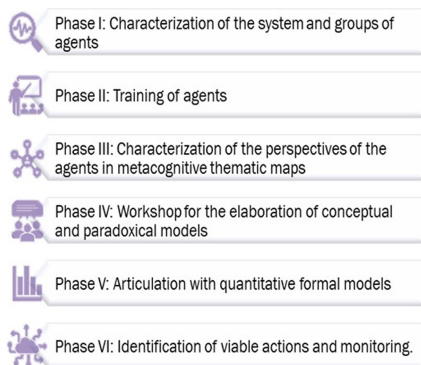 Phase I: Characterization of the system and groups of
agents
Phase II: Training of agents
Phase III: Characterization of the perspectives of the
agents in metacognitive thematic maps
Phase IV: Workshop for the elaboration of conceptual
and paradoxical models
Phase V: Articulation with quantitative formal models
Phase VI: Identification of viable actions and monitoring.